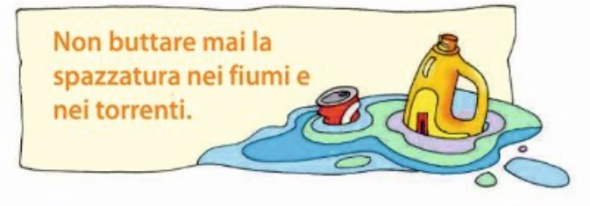 Non buttare mai la
spazzatura nei fiumi e
nei torrenti.